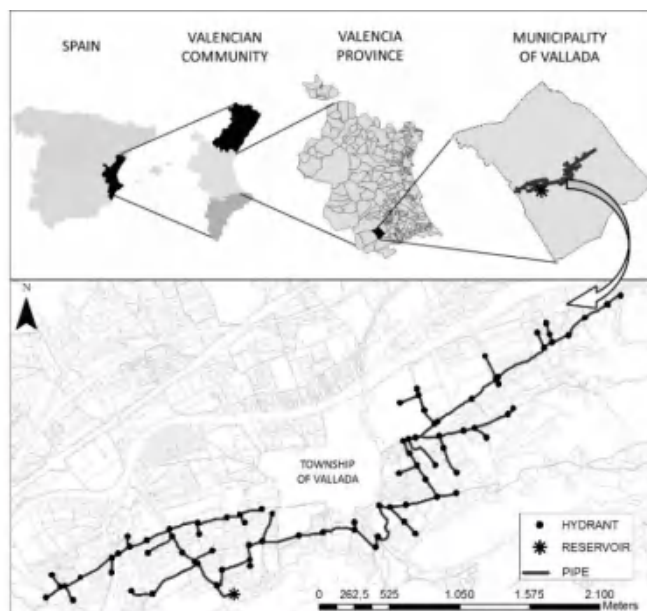 SPAIN
VALENCIAN
COMMUNITY
VALENCIA
PROVINCE
MUNICIPALITY
OF VALLADA
N
TOWNSHIP
OF VALLADA
HYDRANT
RESERVOIR
PIPE
0 262,5 525 1.050 1.575 2.100
Meters